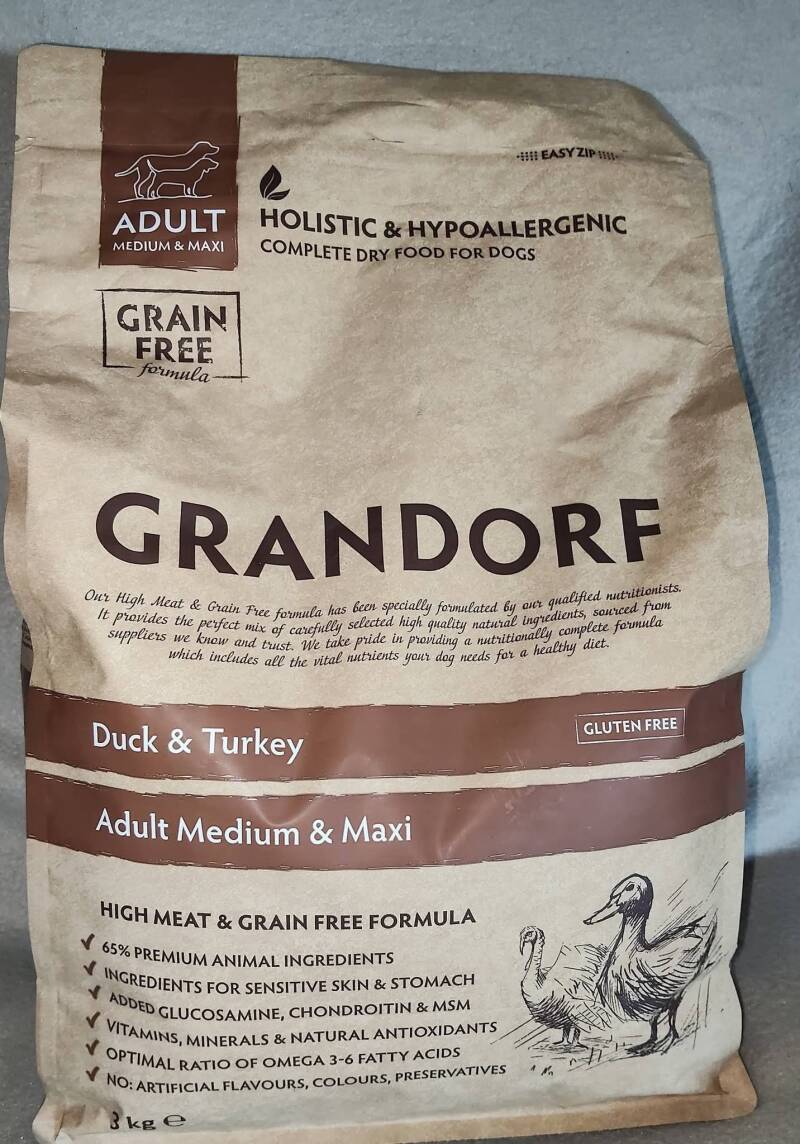 EASY ZIP
ADULT
MEDIUM & MAXI
HOLISTIC & HYPOALLERGENIC
COMPLETE DRY FOOD FOR DOGS
GRAIN
FREE
formula
GRANDORF
Our High Meat & Grain Free formula has been specially formulated by our qualified nutritionists.
It provides the perfect mix of carefully selected high quality natural ingredients, sourced from
suppliers we know and trust. We take pride in providing a nutritionally complete formula
which includes all the vital nutrients your dog needs for a healthy diet.
Duck & Turkey
GLUTEN FREE
Adult Medium & Maxi
HIGH MEAT & GRAIN FREE FORMULA
65% PREMIUM ANIMAL INGREDIENTS
INGREDIENTS FOR SENSITIVE SKIN & STOMACH
ADDED GLUCOSAMINE, CHONDROITIN & MSM
VITAMINS, MINERALS & NATURAL ANTIOXIDANTS
OPTIMAL RATIO OF OMEGA 3-6 FATTY ACIDS
NO: ARTIFICIAL FLAVOURS, COLOURS, PRESERVATIVES
3 kg ℮